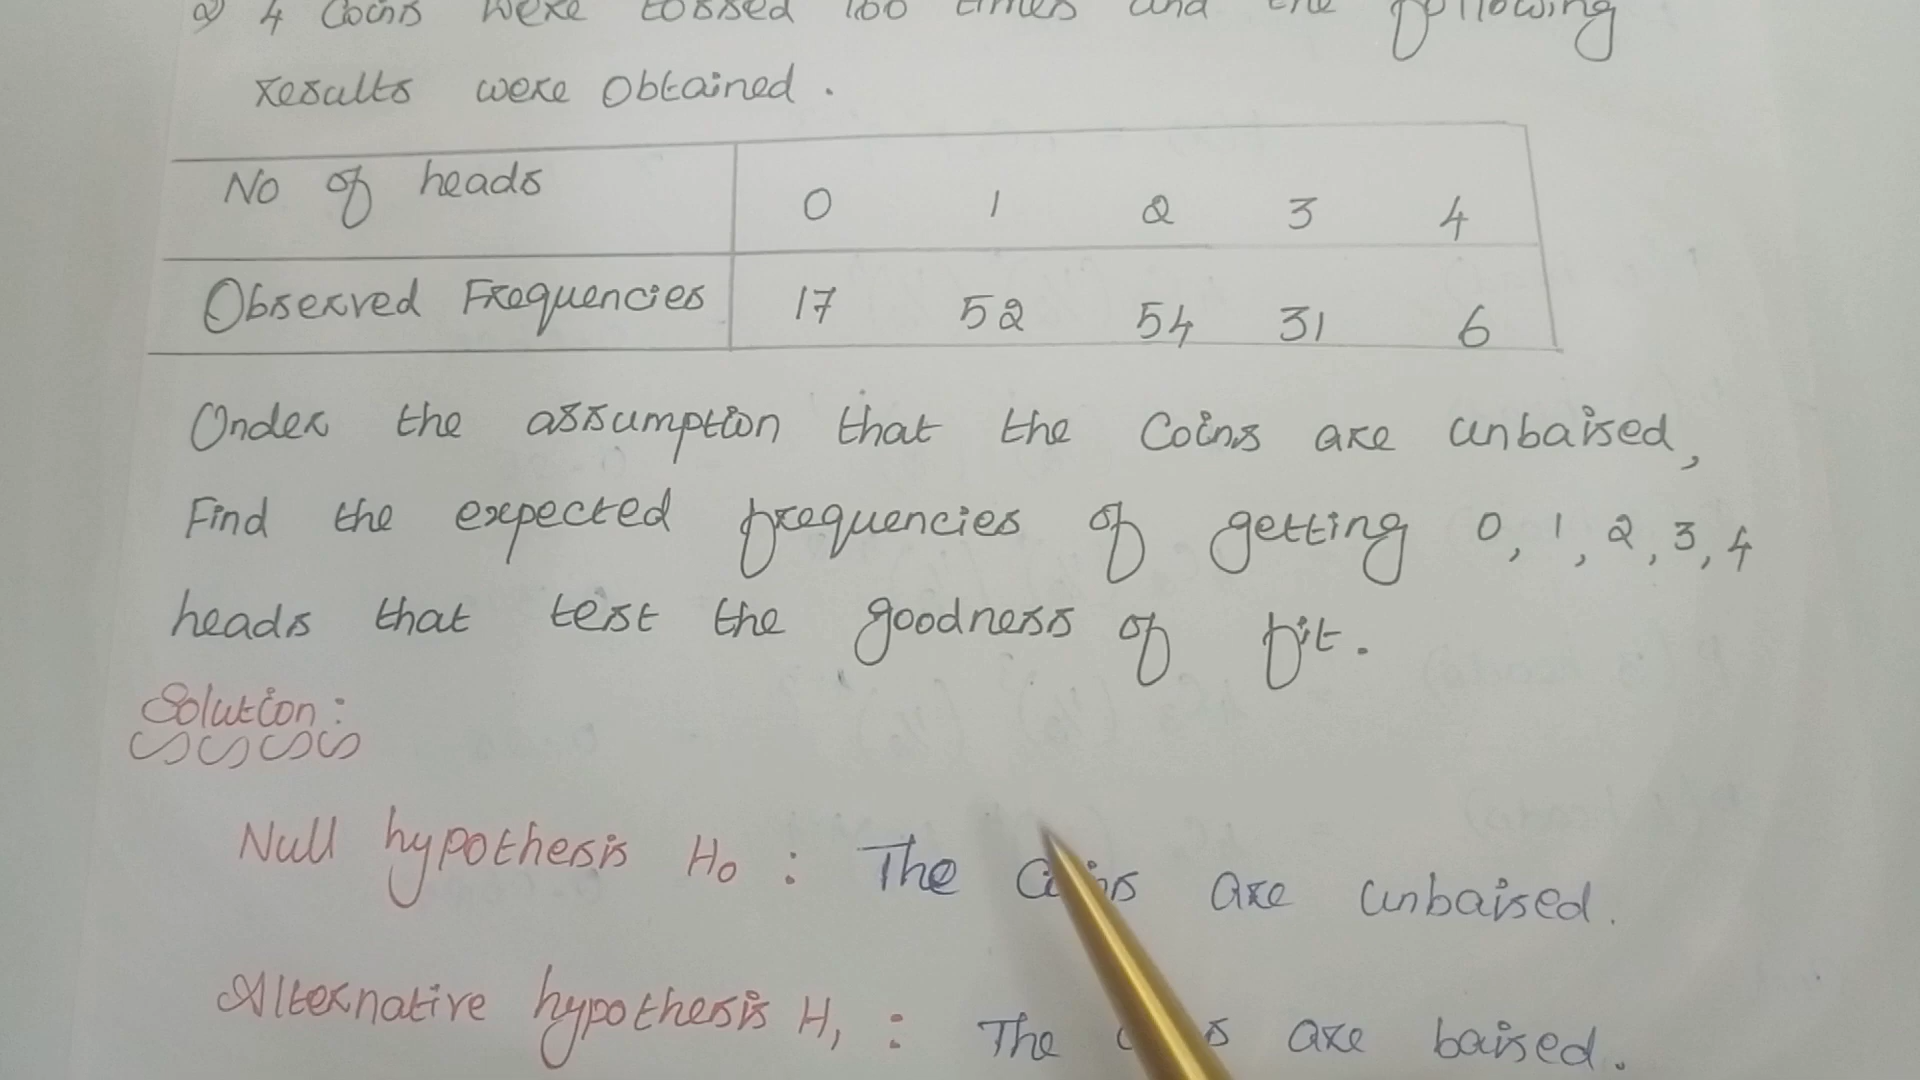 2) 4 Coins were tossed 160 times and the following
results were obtained.
No of heads 0 1 2 3 4
Observed Frequencies 17 52 54 31 6
Under the assumption that the Coins are unbaised,
Find the expected frequencies of getting 0, 1, 2, 3, 4
heads that test the goodness of fit.
Solution:
Null hypothesis H0 : The Coins are unbaised.
Alternative hypothesis H1 : The are baised.